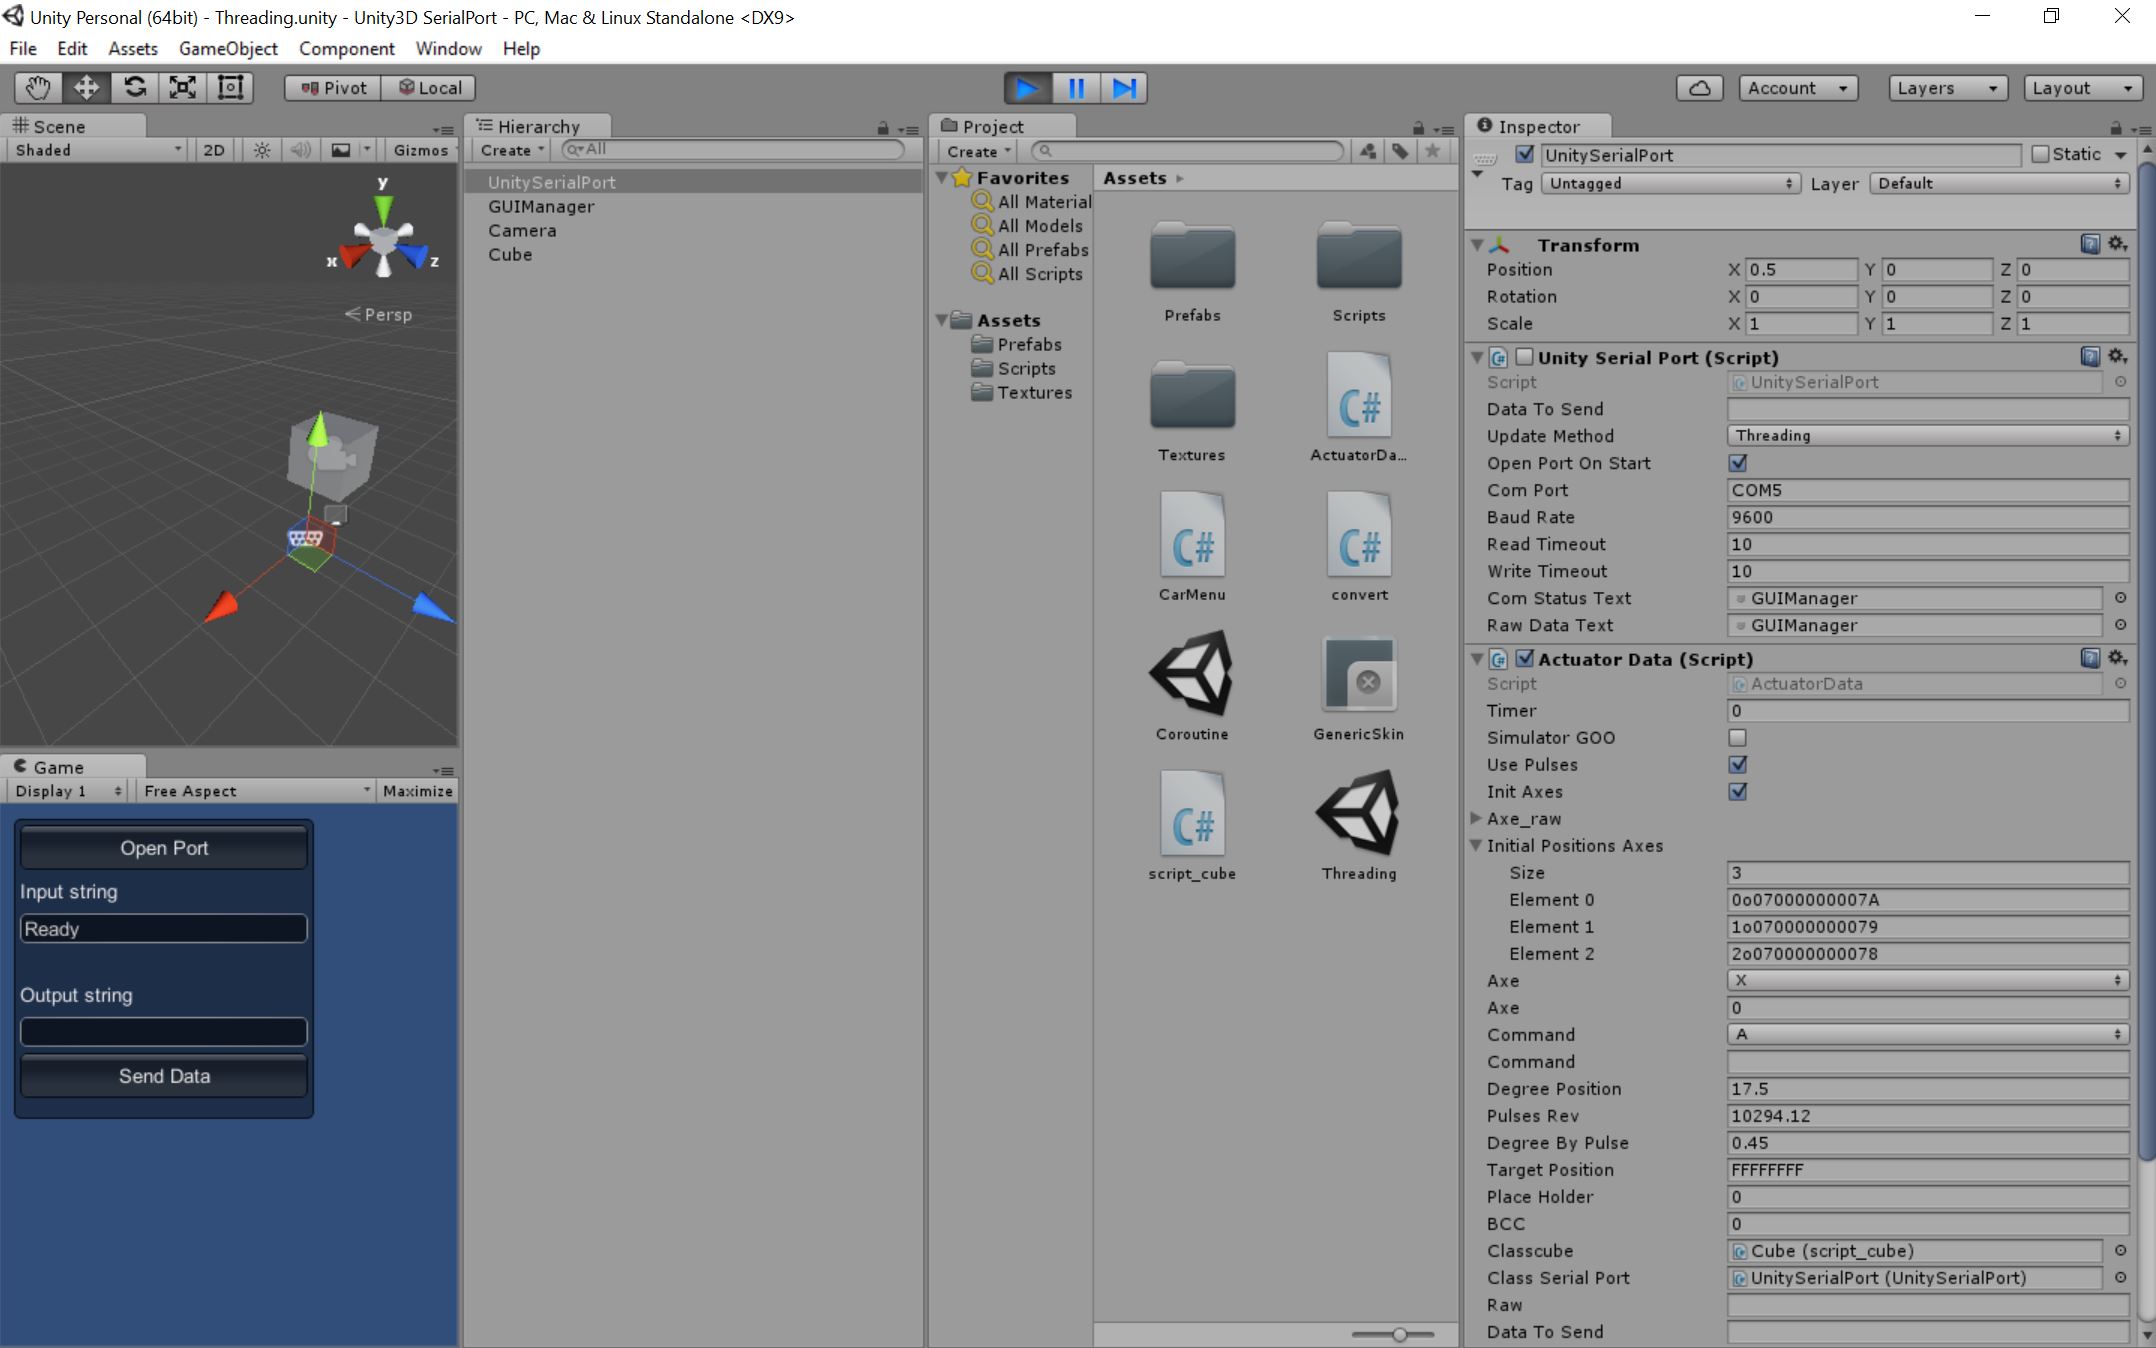 Unity Personal (64bit) - Threading.unity - Unity3D SerialPort - PC, Mac & Linux Standalone <DX9>
File Edit Assets GameObject Component Window Help
Pivot Local
Account Layers Layout
Scene
Shaded 2D Gizmos
y
x z
Persp
Game
Display 1 Free Aspect Maximize
Open Port
Input string
Ready
Output string
Send Data
Hierarchy
Create All
UnitySerialPort
GUIManager
Camera
Cube
Project
Create
Favorites
All Material
All Models
All Prefabs
All Scripts
Assets
Prefabs
Scripts
Textures
Assets
Prefabs Scripts
C#
Textures ActuatorDa...
C# C#
CarMenu convert
Coroutine GenericSkin
C#
script_cube Threading
Inspector
UnitySerialPort Static
Tag Untagged Layer Default
Transform
Position X 0.5 Y 0 Z 0
Rotation X 0 Y 0 Z 0
Scale X 1 Y 1 Z 1
Unity Serial Port (Script)
Script UnitySerialPort
Data To Send
Update Method Threading
Open Port On Start
Com Port COM5
Baud Rate 9600
Read Timeout 10
Write Timeout 10
Com Status Text GUIManager
Raw Data Text GUIManager
Actuator Data (Script)
Script ActuatorData
Timer 0
Simulator GOO
Use Pulses
Init Axes
Axe_raw
Initial Positions Axes
Size 3
Element 0 0o07000000007A
Element 1 1o070000000079
Element 2 2o070000000078
Axe X
Axe 0
Command A
Command
Degree Position 17.5
Pulses Rev 10294.12
Degree By Pulse 0.45
Target Position FFFFFFFF
Place Holder 0
BCC 0
Classcube Cube (script_cube)
Class Serial Port UnitySerialPort (UnitySerialPort)
Raw
Data To Send